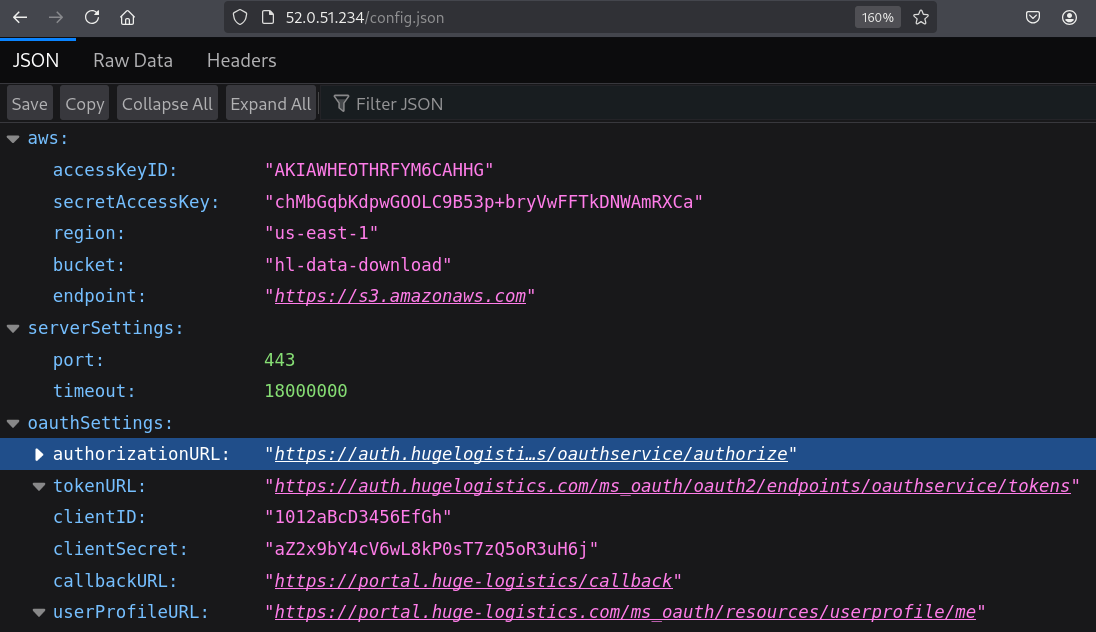 52.0.51.234/config.json 160%
JSON Raw Data Headers
Save Copy Collapse All Expand All Filter JSON
aws:
accessKeyID: "AKIAWHEOTHRFYM6CAHHG"
secretAccessKey: "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"
region: "us-east-1"
bucket: "hl-data-download"
endpoint: "https://s3.amazonaws.com"
serverSettings:
port: 443
timeout: 18000000
oauthSettings:
authorizationURL: "https://auth.hugelogisti…s/oauthservice/authorize"
tokenURL: "https://auth.hugelogistics.com/ms_oauth/oauth2/endpoints/oauthservice/tokens"
clientID: "1012aBcD3456EfGh"
clientSecret: "aZ2x9bY4cV6wL8kP0sT7zQ5oR3uH6j"
callbackURL: "https://portal.huge-logistics/callback"
userProfileURL: "https://portal.huge-logistics.com/ms_oauth/resources/userprofile/me"